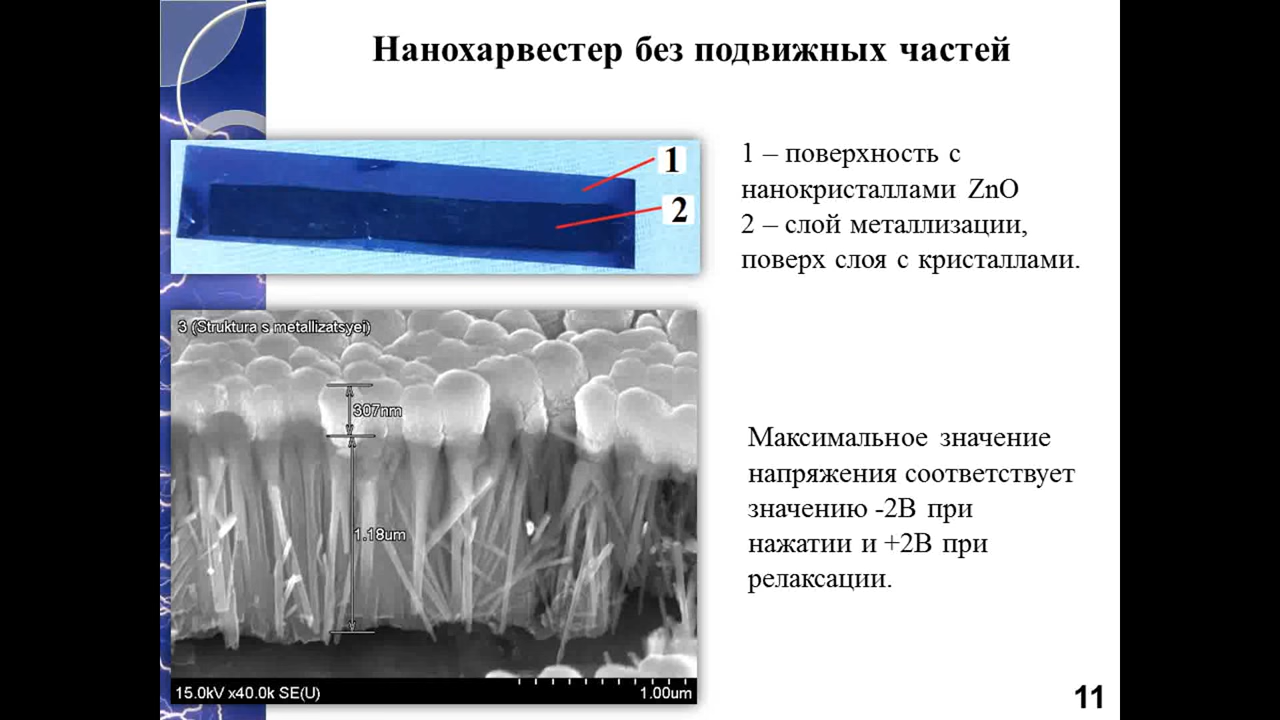 Нанохарвестер без подвижных частей
1
2
1 – поверхность с
нанокристаллами ZnO
2 – слой металлизации,
поверх слоя с кристаллами.
3 (Struktura s metallizatsyei)
307nm
1.18um
15.0kV x40.0k SE(U)
1.00um
Максимальное значение
напряжения соответствует
значению -2В при
нажатии и +2В при
релаксации.
11